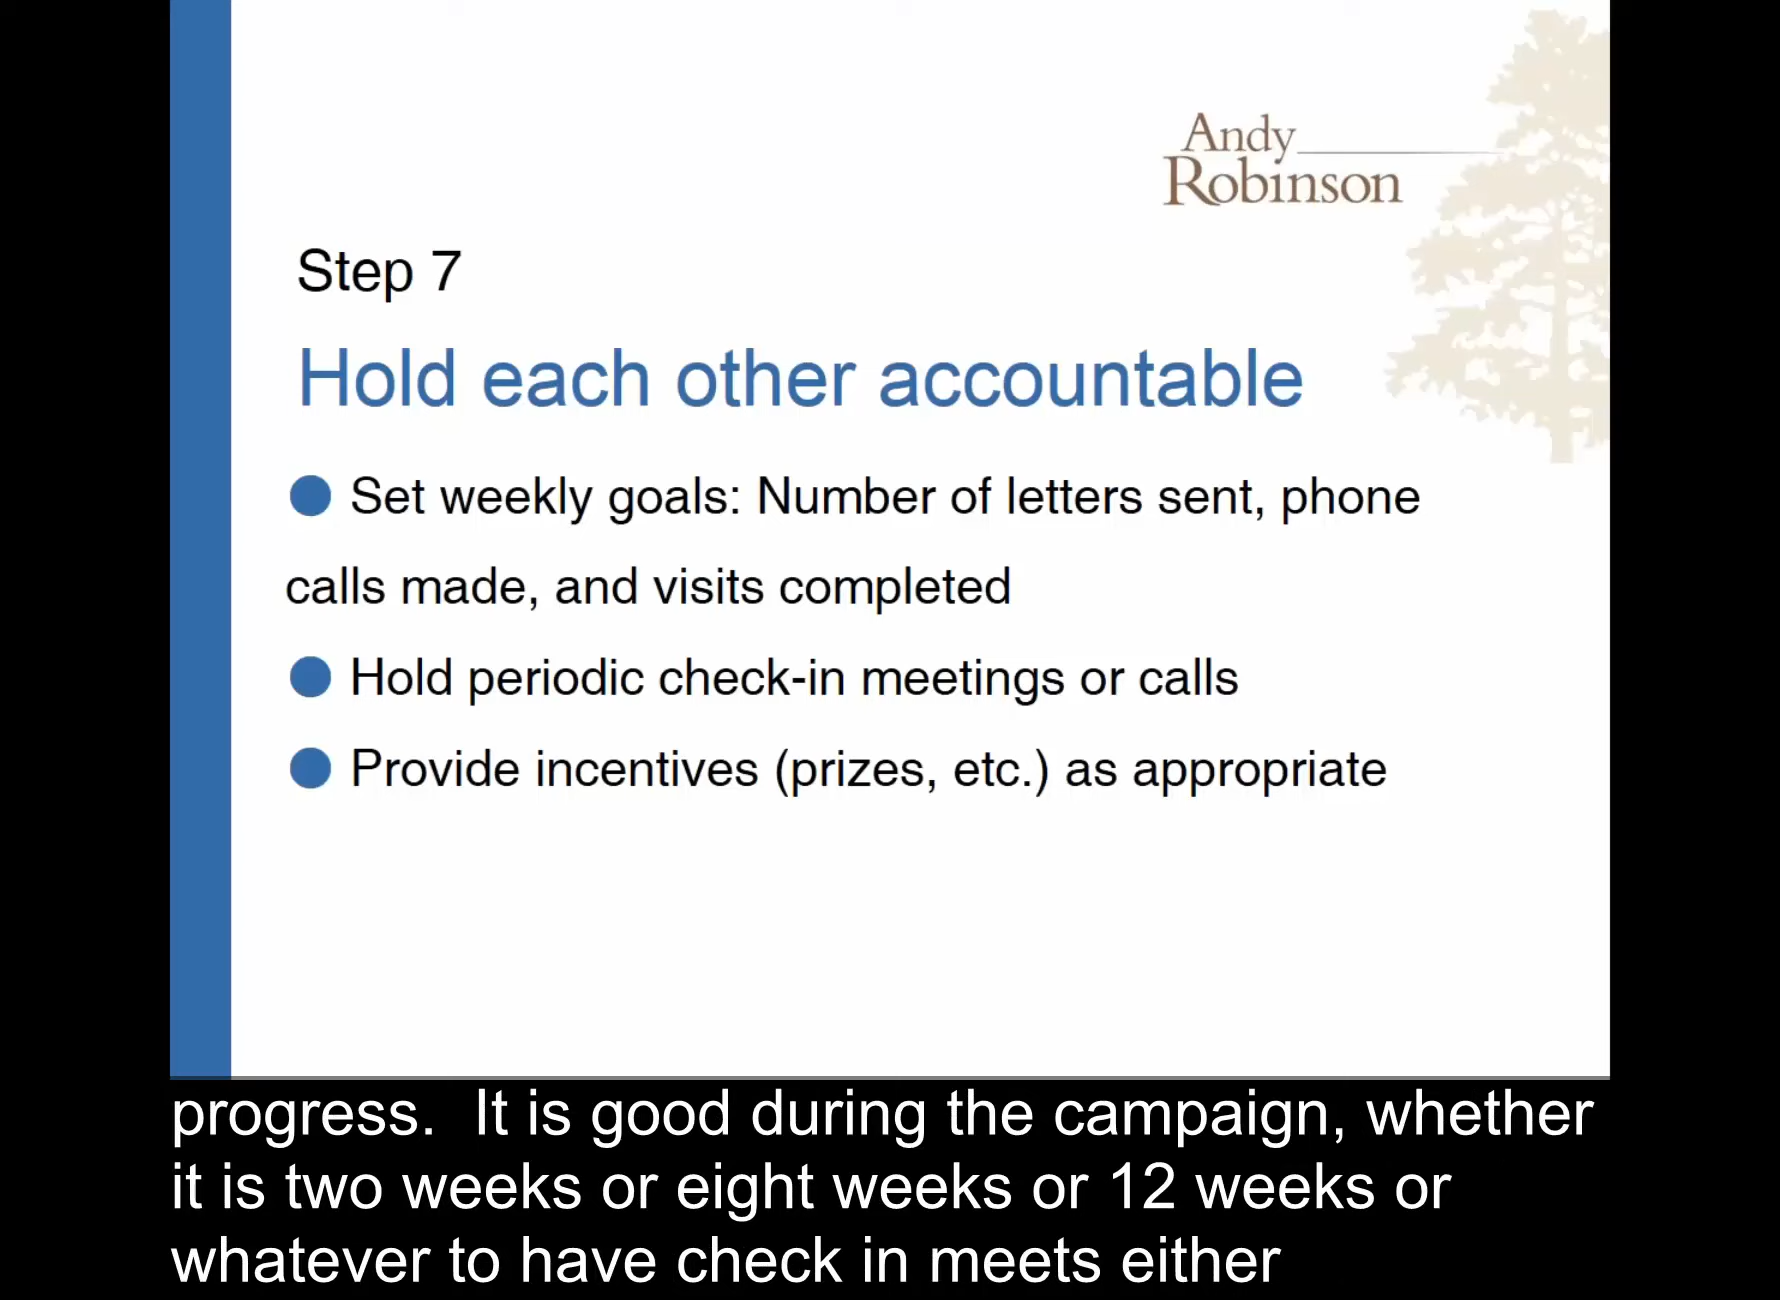 Andy
Robinson
Step 7
Hold each other accountable
Set weekly goals: Number of letters sent, phone
calls made, and visits completed
Hold periodic check-in meetings or calls
Provide incentives (prizes, etc.) as appropriate
progress.  It is good during the campaign, whether
it is two weeks or eight weeks or 12 weeks or
whatever to have check in meets either